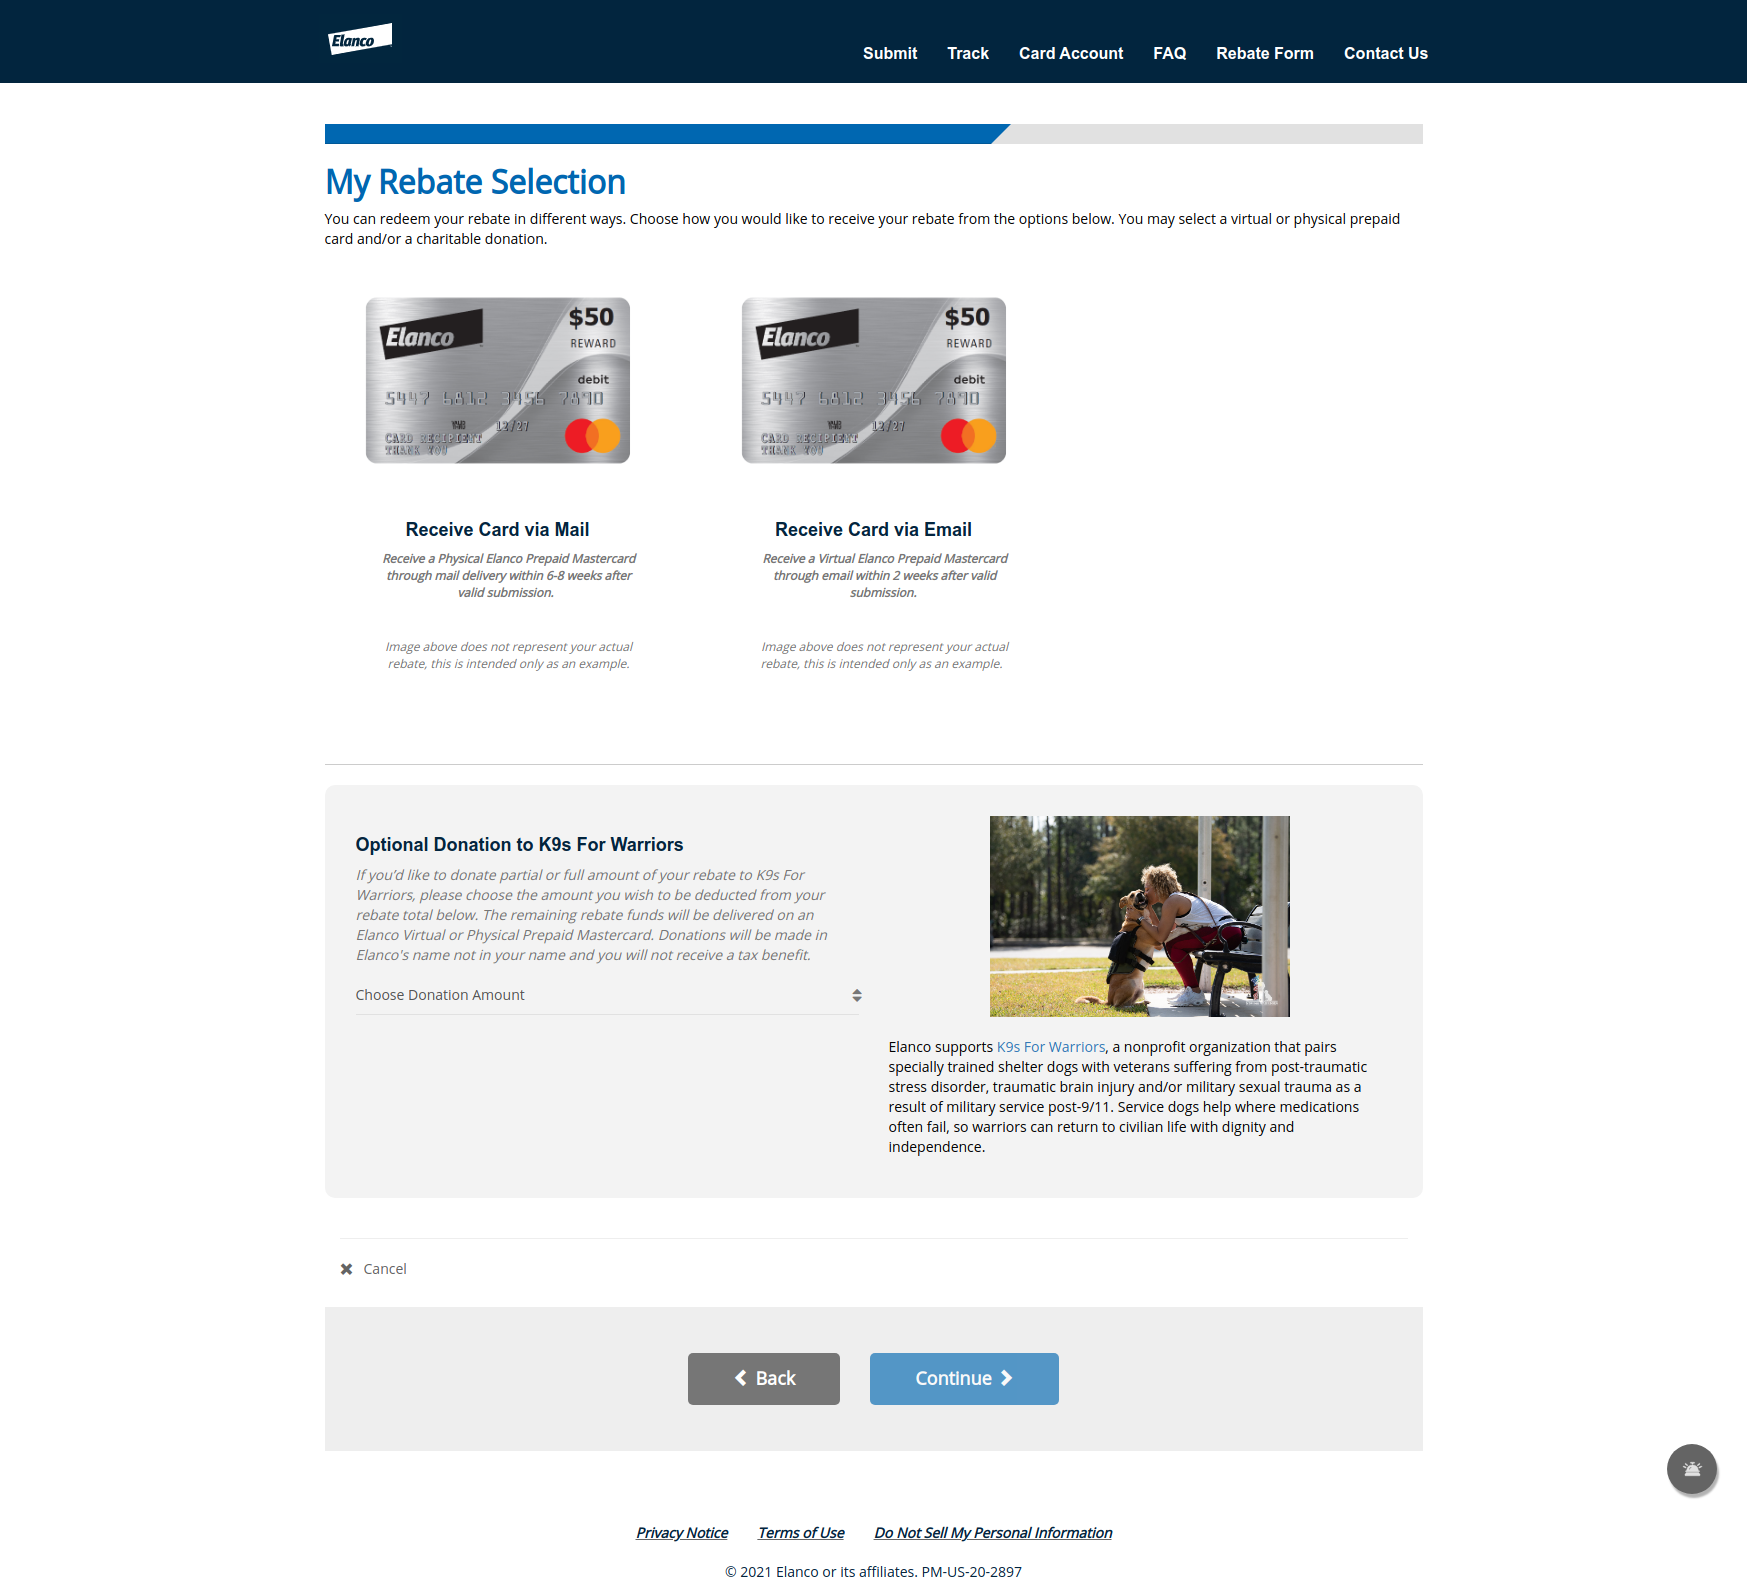 Elanco
Submit Track Card Account FAQ Rebate Form Contact Us
My Rebate Selection
You can redeem your rebate in different ways. Choose how you would like to receive your rebate from the options below. You may select a virtual or physical prepaid
card and/or a charitable donation.
Elanco $50
REWARD
debit
5447 6812 3456 7890
VALID THRU 12/27
CARD RECIPIENT
THANK YOU
Elanco $50
REWARD
debit
5447 6812 3456 7890
VALID THRU 12/27
CARD RECIPIENT
THANK YOU
Receive Card via Mail
Receive a Physical Elanco Prepaid Mastercard
through mail delivery within 6-8 weeks after
valid submission.
Image above does not represent your actual
rebate, this is intended only as an example.
Receive Card via Email
Receive a Virtual Elanco Prepaid Mastercard
through email within 2 weeks after valid
submission.
Image above does not represent your actual
rebate, this is intended only as an example.
Optional Donation to K9s For Warriors
If you'd like to donate partial or full amount of your rebate to K9s For
Warriors, please choose the amount you wish to be deducted from your
rebate total below. The remaining rebate funds will be delivered on an
Elanco Virtual or Physical Prepaid Mastercard. Donations will be made in
Elanco's name not in your name and you will not receive a tax benefit.
Choose Donation Amount
Elanco supports K9s For Warriors, a nonprofit organization that pairs
specially trained shelter dogs with veterans suffering from post-traumatic
stress disorder, traumatic brain injury and/or military sexual trauma as a
result of military service post-9/11. Service dogs help where medications
often fail, so warriors can return to civilian life with dignity and
independence.
Cancel
Back
Continue
Privacy Notice Terms of Use Do Not Sell My Personal Information
© 2021 Elanco or its affiliates. PM-US-20-2897